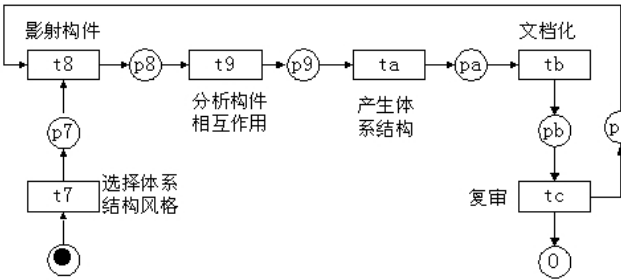 影射构件
文档化
t8
p8
t9
p9
ta
pa
tb
分析构件
相互作用
产生体
系结构
p7
pb
p
t7
选择体系
结构风格
复审
tc
O